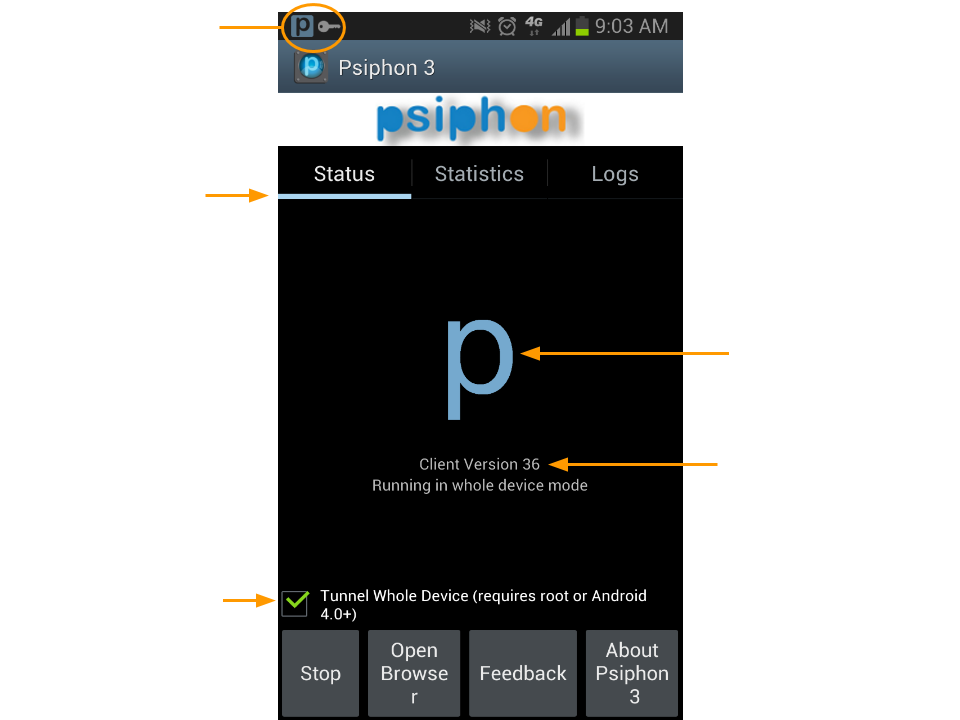 4G 9:03 AM
Psiphon 3
psiphon
Status Statistics Logs
p
Client Version 36
Running in whole device mode
Tunnel Whole Device (requires root or Android
4.0+)
Stop
Open
Browse
r
Feedback
About
Psiphon
3